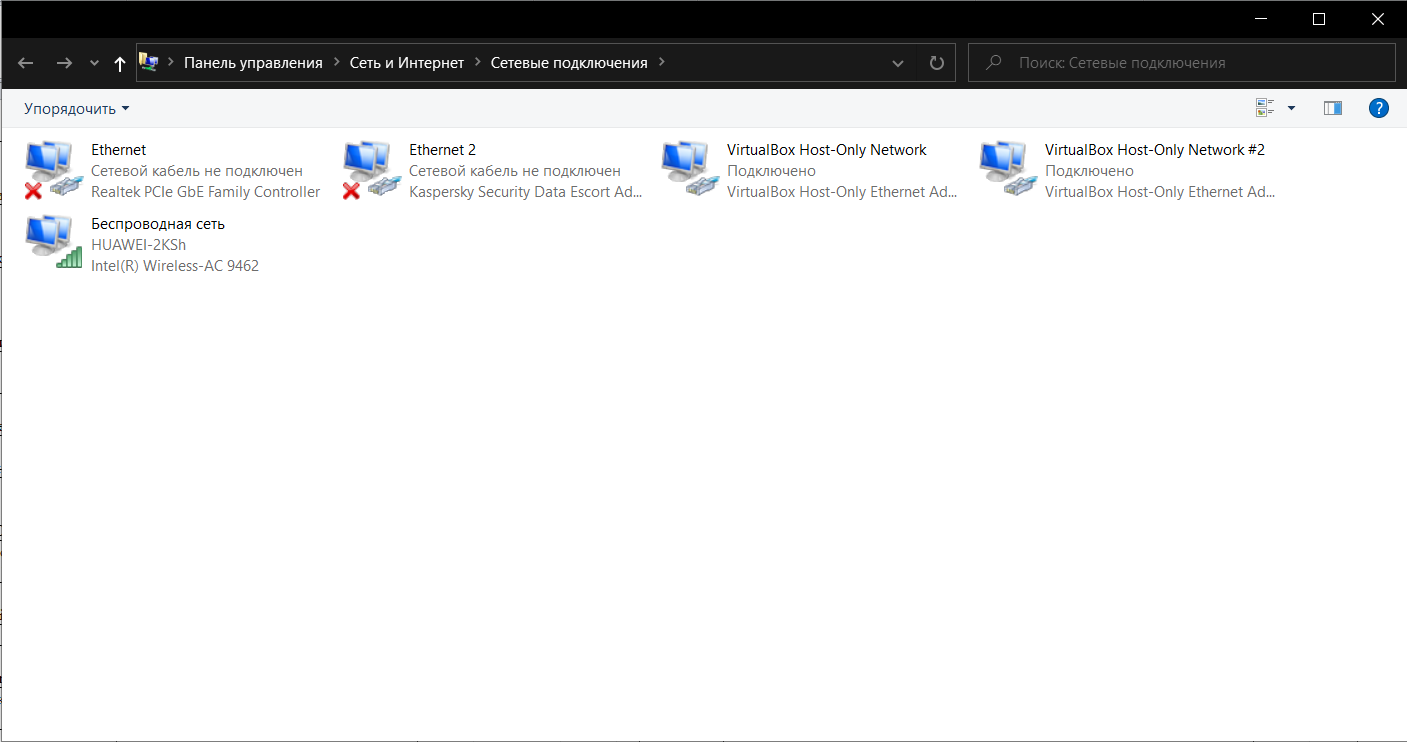 Панель управления
Сеть и Интернет
Сетевые подключения
Поиск: Сетевые подключения
Упорядочить
Ethernet
Сетевой кабель не подключен
Realtek PCIe GbE Family Controller
Ethernet 2
Сетевой кабель не подключен
Kaspersky Security Data Escort Ad...
VirtualBox Host-Only Network
Подключено
VirtualBox Host-Only Ethernet Ad...
VirtualBox Host-Only Network #2
Подключено
VirtualBox Host-Only Ethernet Ad...
Беспроводная сеть
HUAWEI-2KSh
Intel(R) Wireless-AC 9462